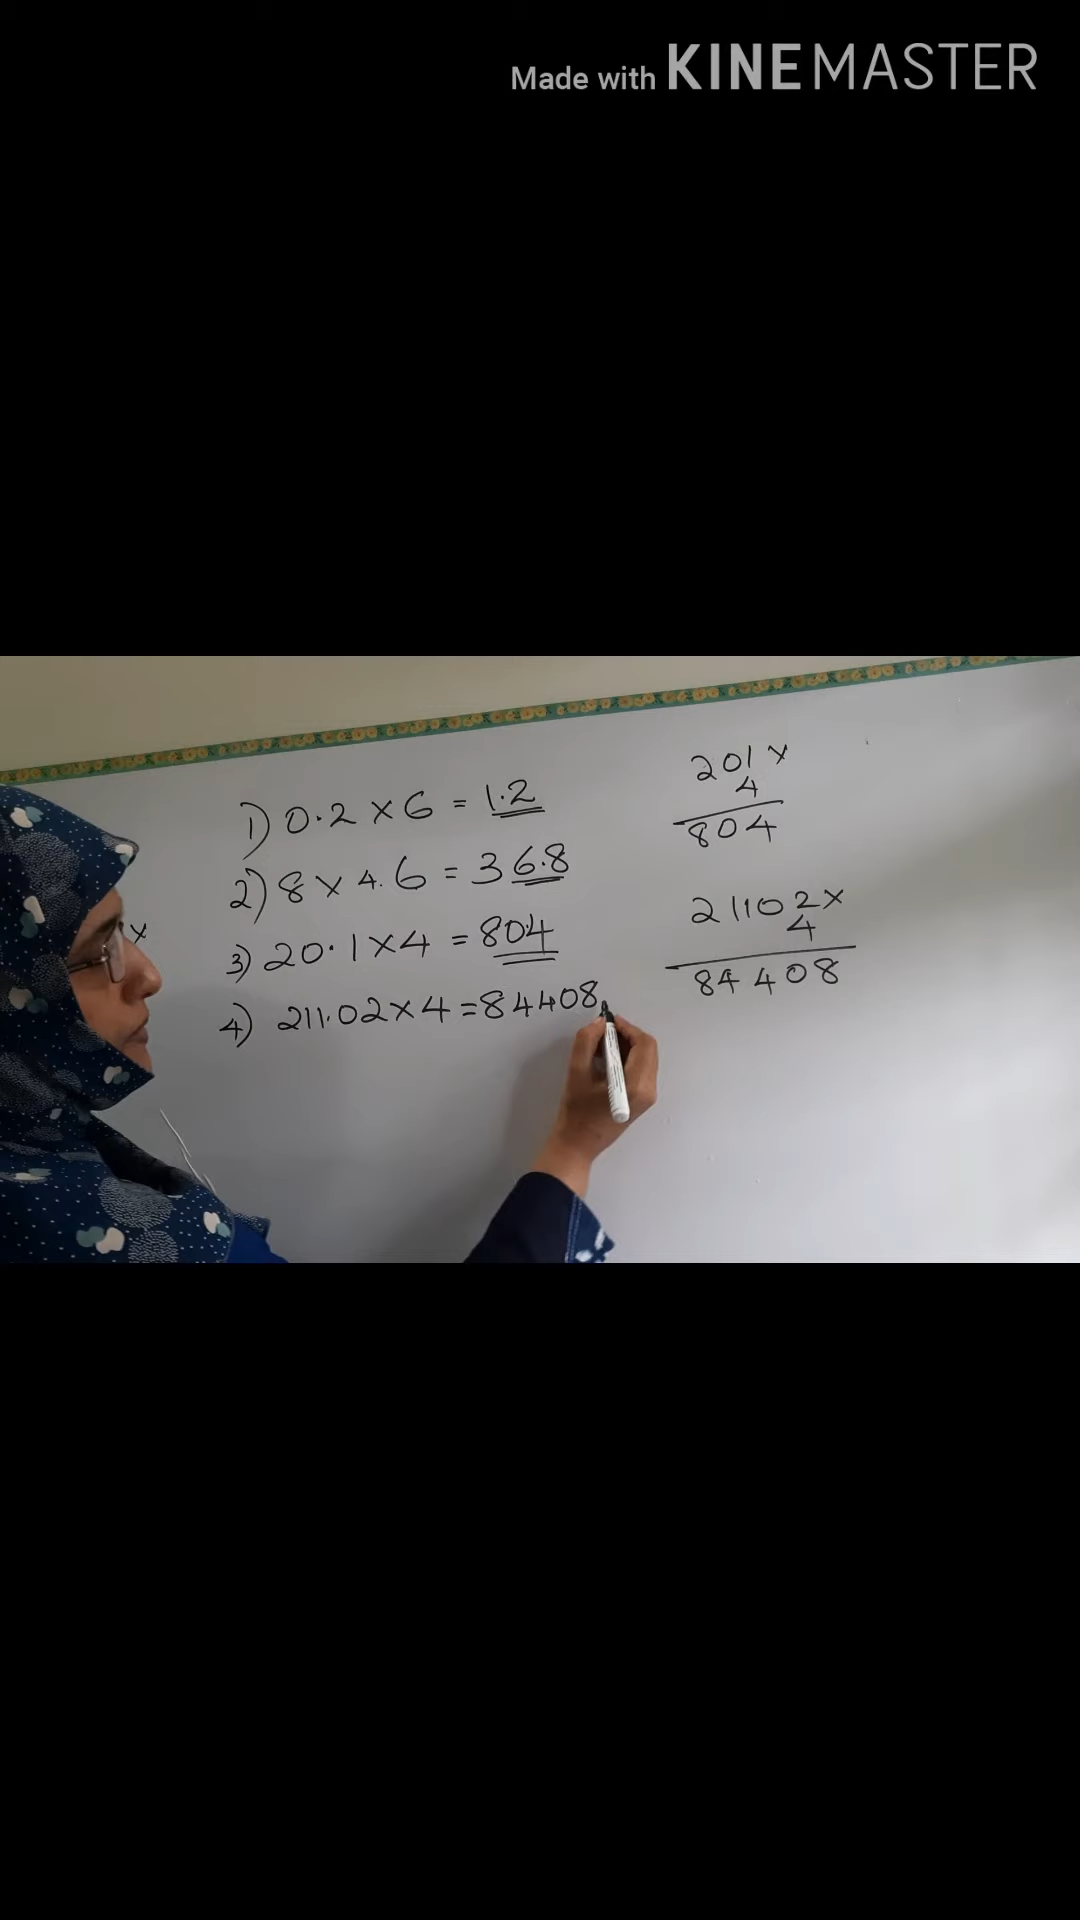 Made with KINEMASTER
1) 0.2 × 6 = 1.2
2) 8 × 4.6 = 36.8
3) 20.1 × 4 = 80.4
4) 211.02 × 4 = 84408
×
201 ×
4
804
21102 ×
4
84408